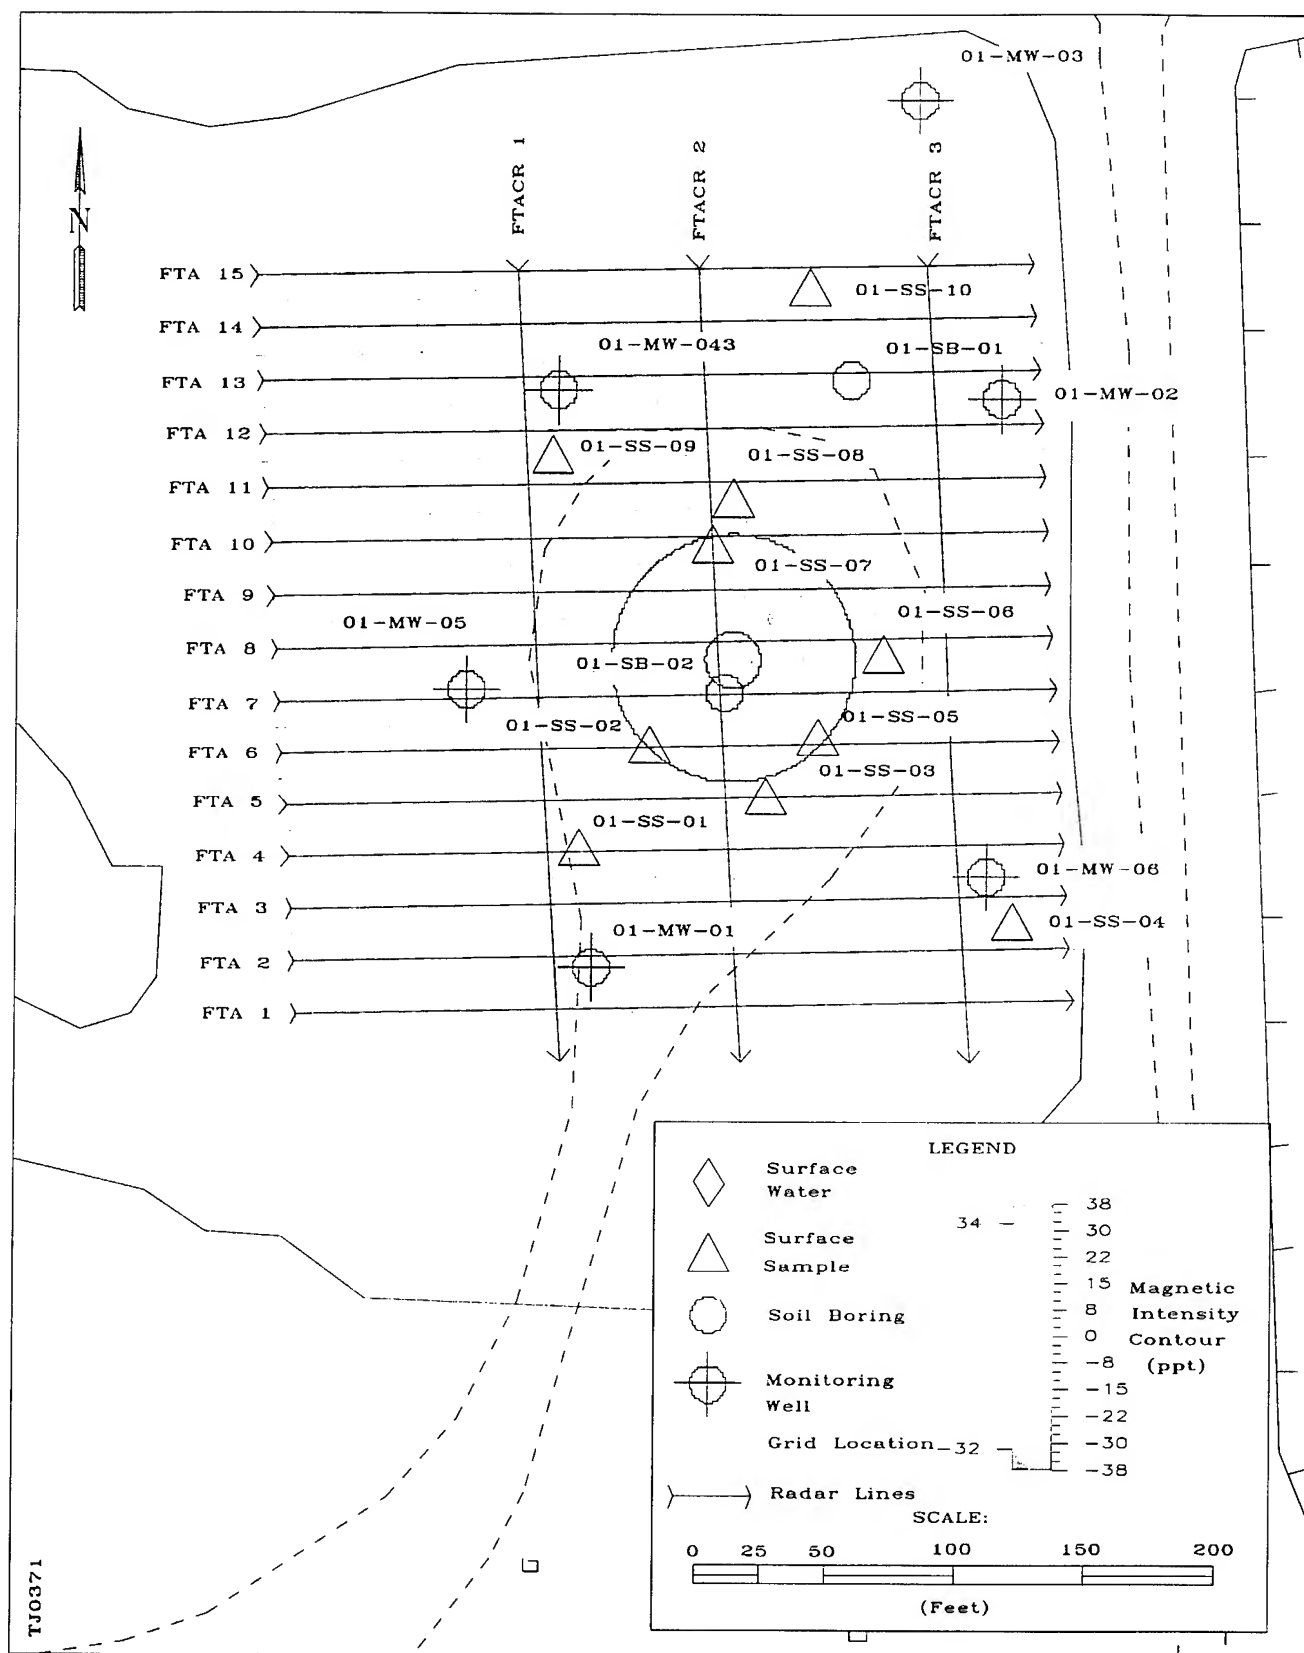 01-MW-03
N
FTACR 1
FTACR 2
FTACR 3
FTA 15
01-SS-10
FTA 14
01-MW-043
01-SB-01
FTA 13
01-MW-02
FTA 12
01-SS-09
01-SS-08
FTA 11
FTA 10
01-SS-07
FTA 9
01-MW-05
01-SS-06
FTA 8
01-SB-02
FTA 7
01-SS-02
01-SS-05
FTA 6
01-SS-03
FTA 5
01-SS-01
FTA 4
01-MW-06
FTA 3
01-SS-04
01-MW-01
FTA 2
FTA 1
LEGEND
Surface
Water
Surface
Sample
Soil Boring
Monitoring
Well
Grid Location
Radar Lines
34
-32
38
30
22
15
8
0
-8
-15
-22
-30
-38
Magnetic
Intensity
Contour
(ppt)
SCALE:
0 25 50 100 150 200
(Feet)
TJ0371